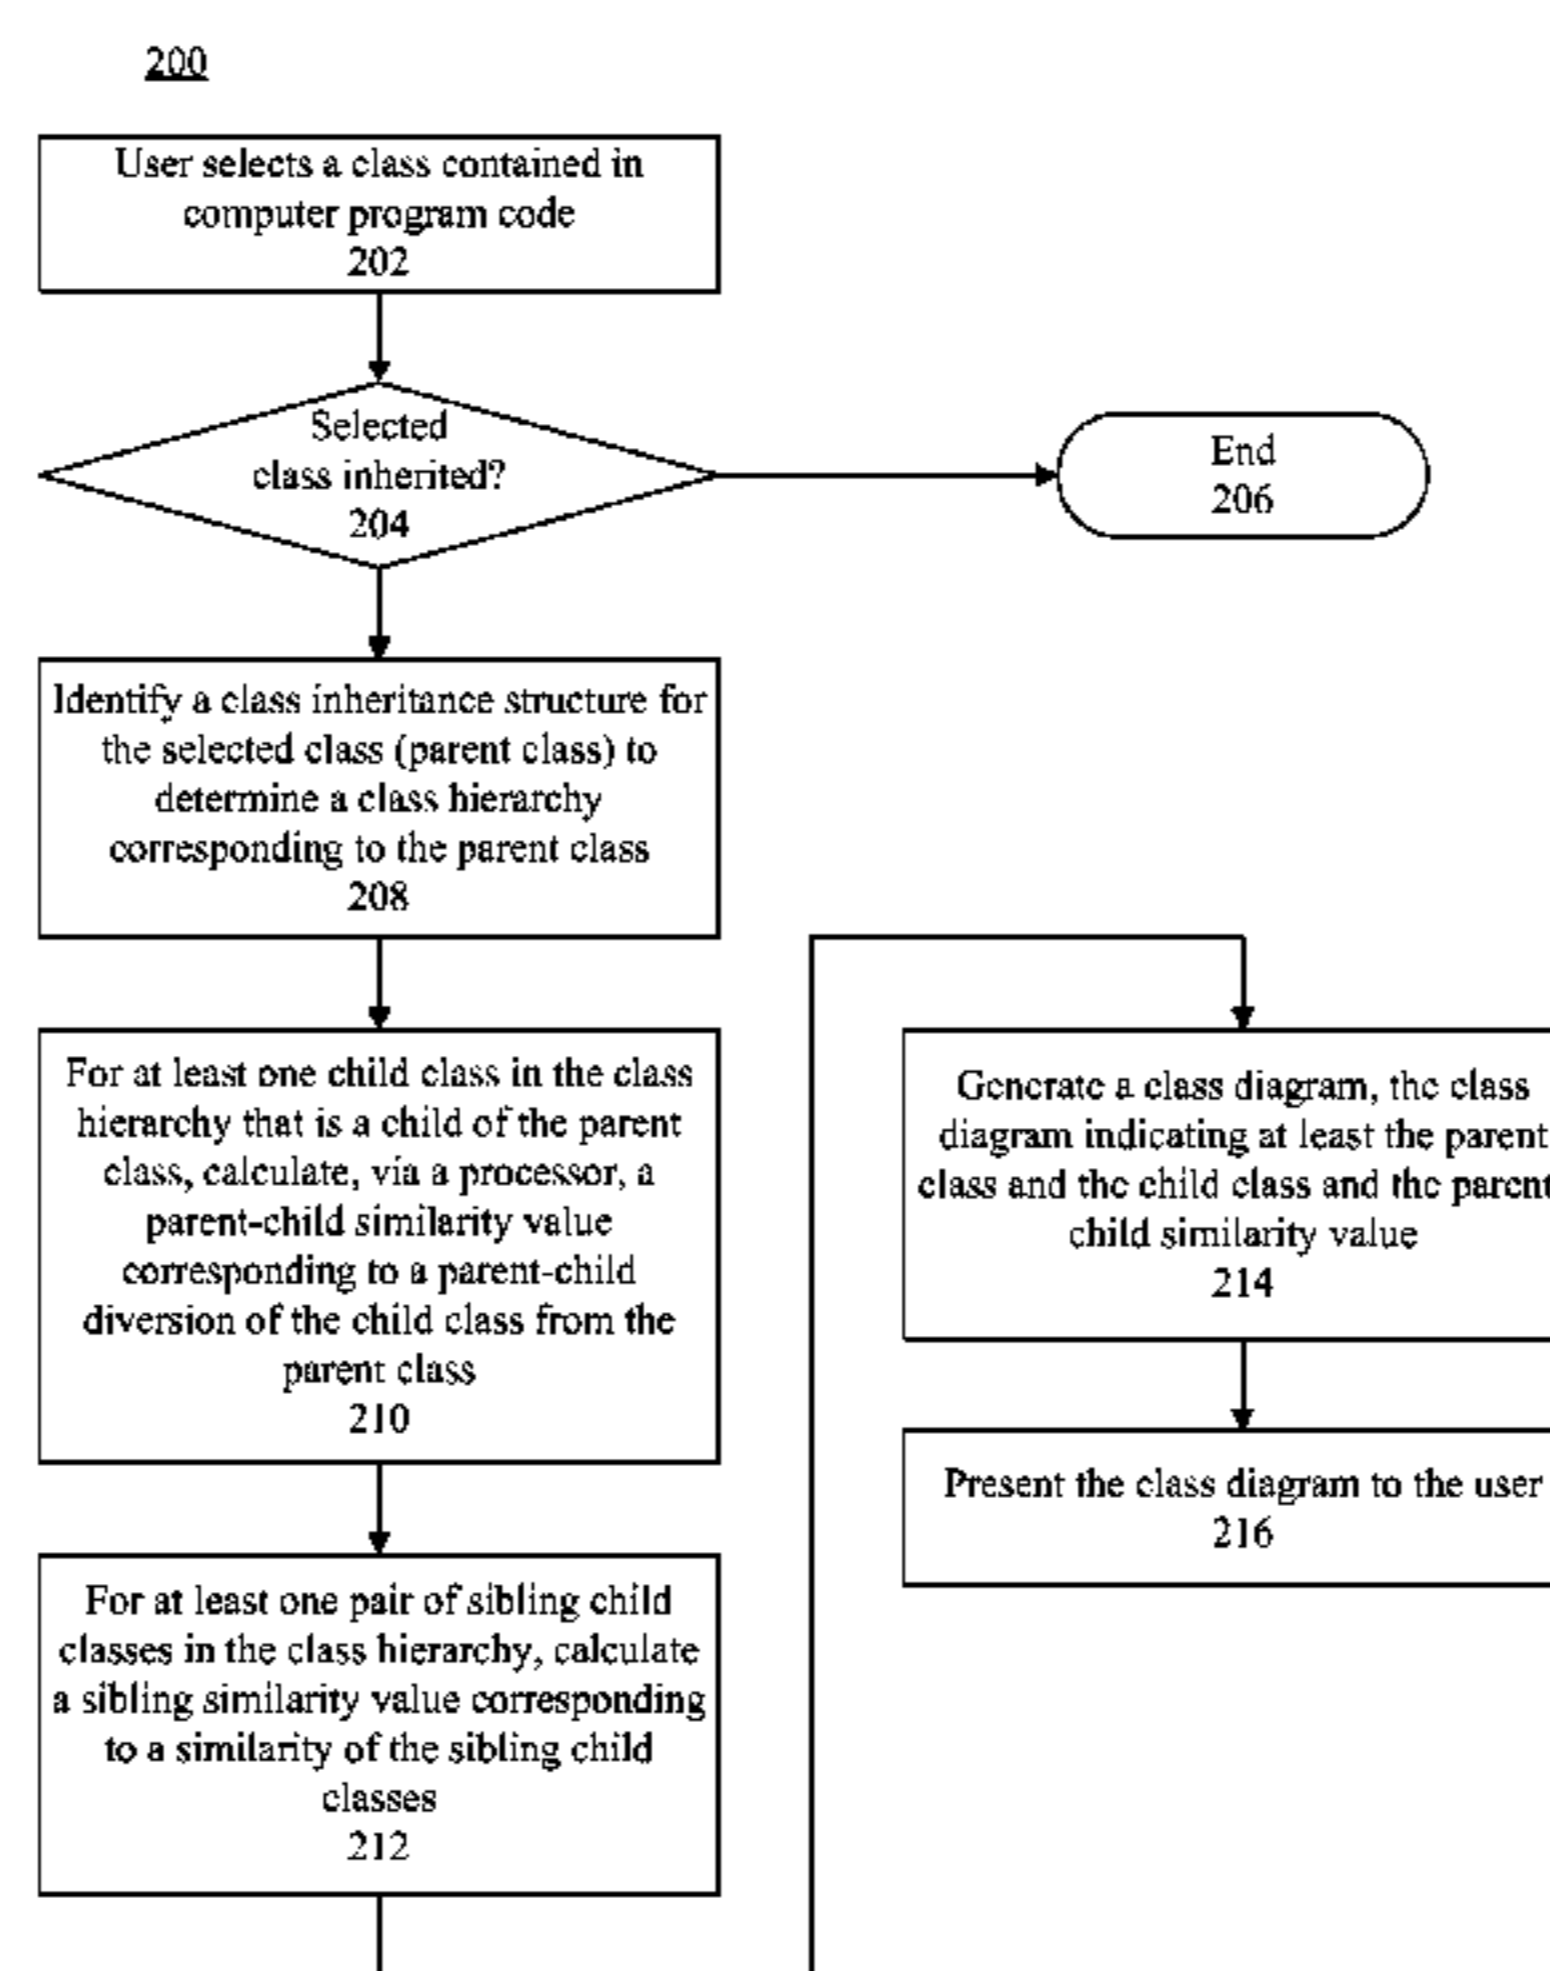 200
User selects a class contained in
computer program code
202
Selected
class inherited?
204
End
206
Identify a class inheritance structure for
the selected class (parent class) to
determine a class hierarchy
corresponding to the parent class
208
For at least one child class in the class
hierarchy that is a child of the parent
class, calculate, via a processor, a
parent-child similarity value
corresponding to a parent-child
diversion of the child class from the
parent class
210
For at least one pair of sibling child
classes in the class hierarchy, calculate
a sibling similarity value corresponding
to a similarity of the sibling child
classes
212
Generate a class diagram, the class
diagram indicating at least the parent
class and the child class and the parent
child similarity value
214
Present the class diagram to the user
216